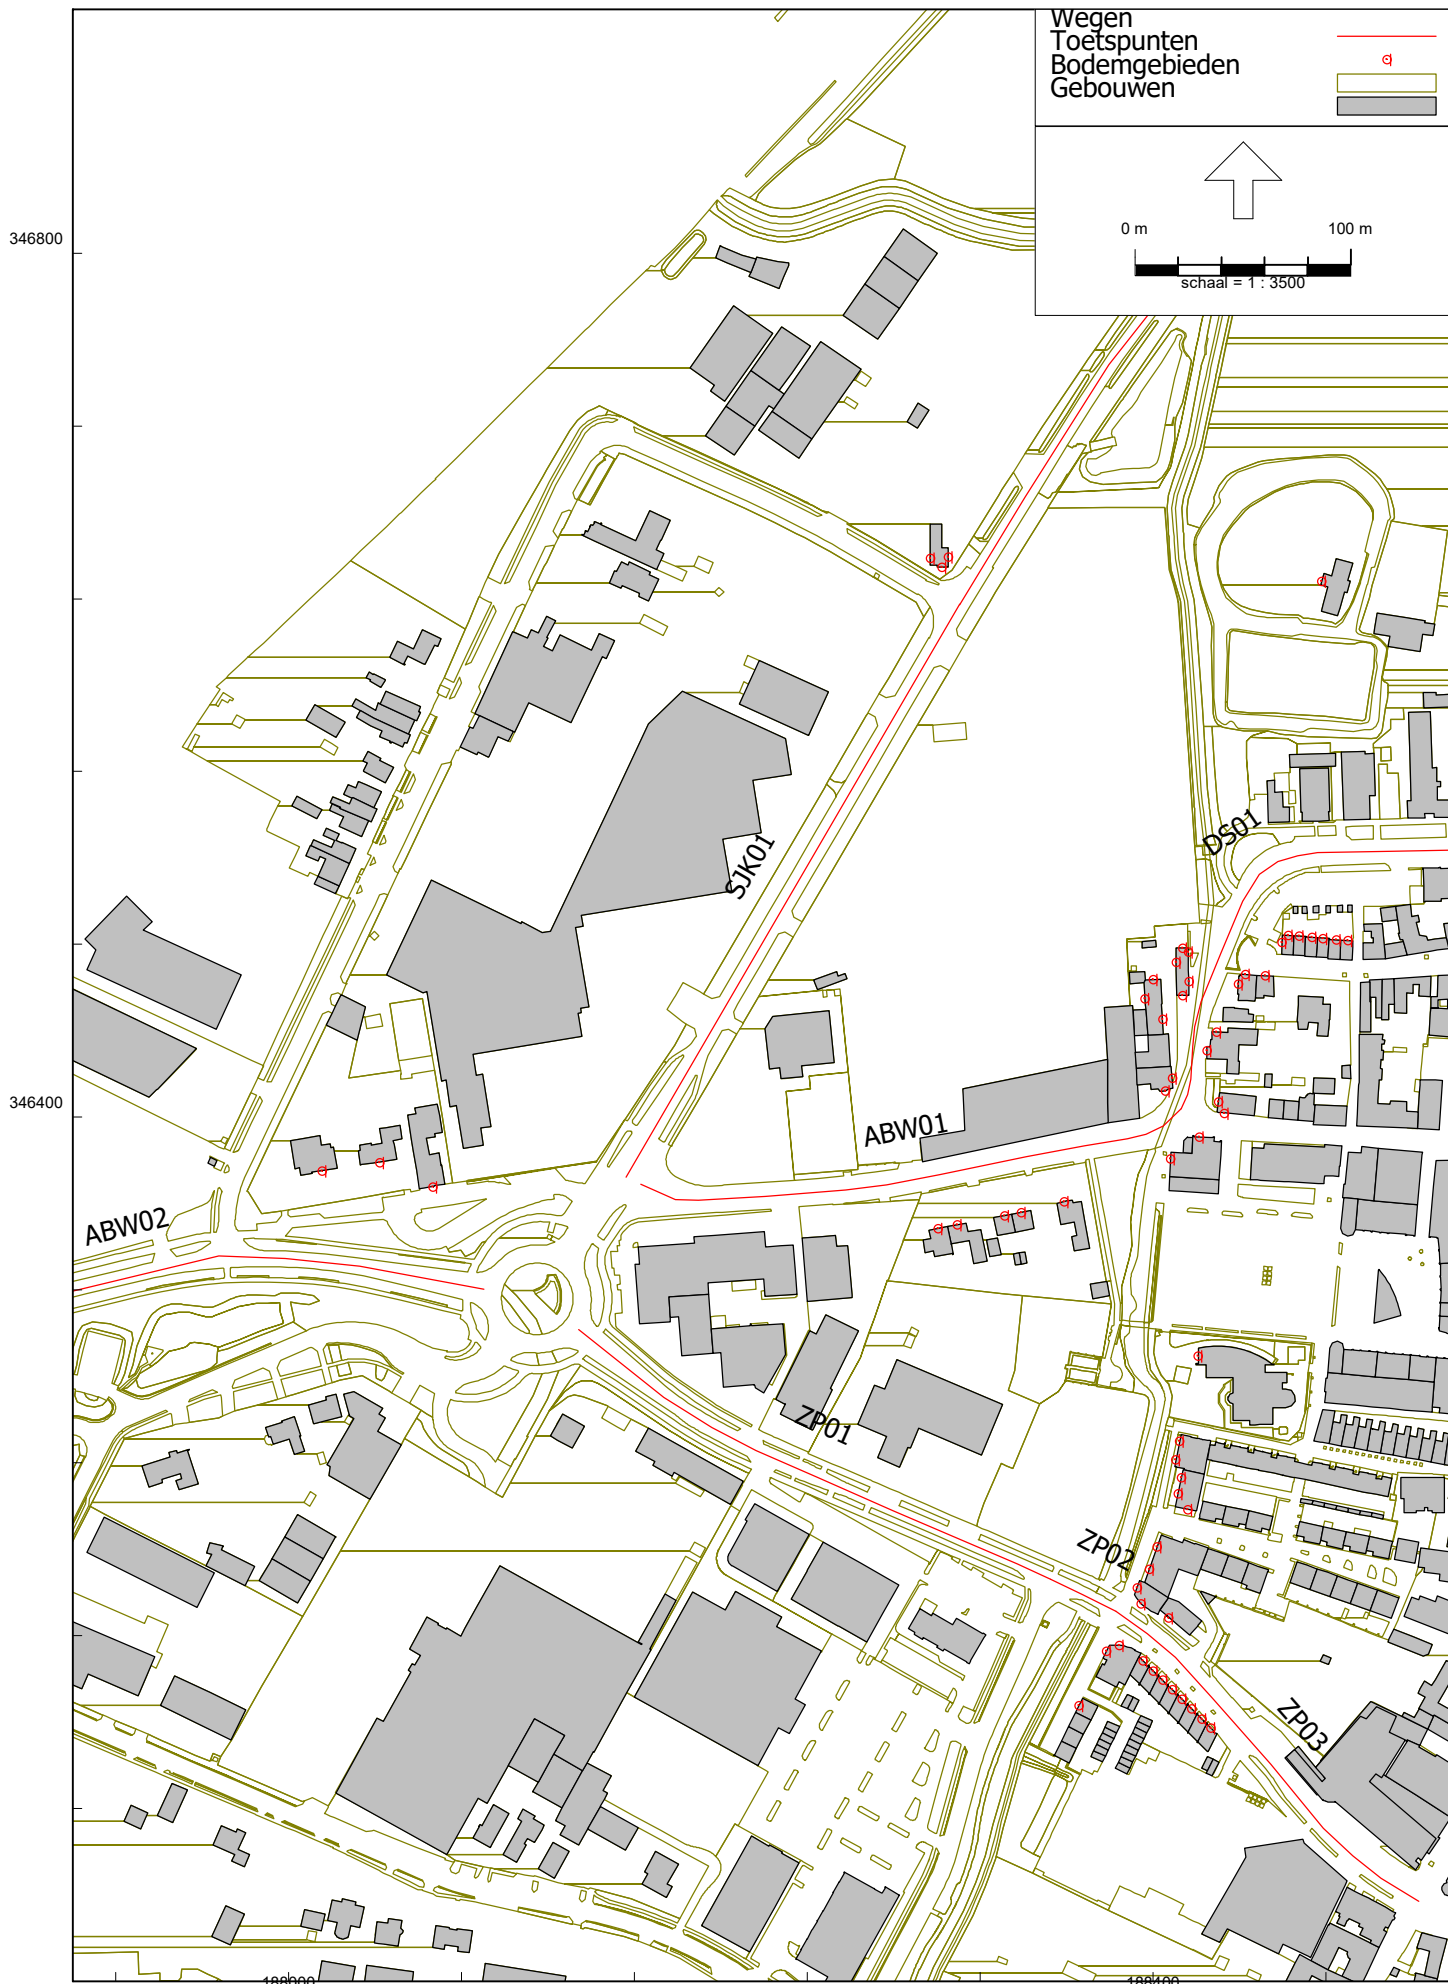 Wegen
Toetspunten
Bodemgebieden
Gebouwen
0 m 100 m
schaal = 1 : 3500
346800
DS01
SJK01
346400
ABW01
ABW02
ZP01
ZP02
ZP03